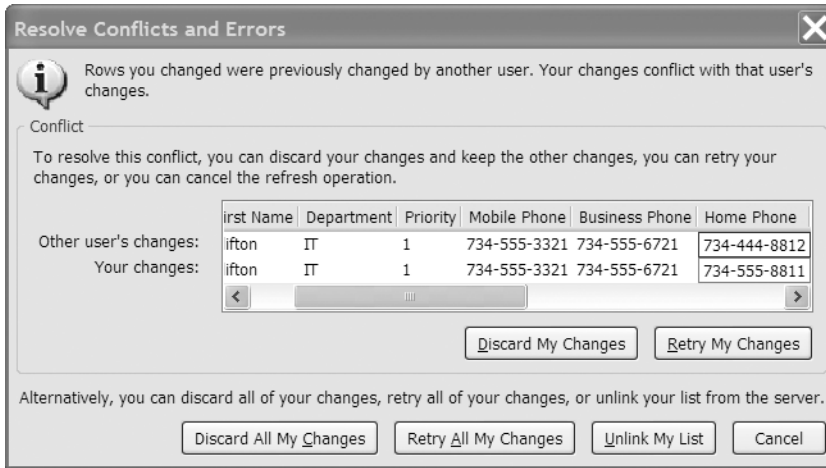 Resolve Conflicts and Errors
Rows you changed were previously changed by another user. Your changes conflict with that user's
changes.
Conflict
To resolve this conflict, you can discard your changes and keep the other changes, you can retry your
changes, or you can cancel the refresh operation.
irst Name Department Priority Mobile Phone Business Phone Home Phone
Other user's changes: ifton IT 1 734-555-3321 734-555-6721 734-444-8812
Your changes: ifton IT 1 734-555-3321 734-555-6721 734-555-8811
Discard My Changes Retry My Changes
Alternatively, you can discard all of your changes, retry all of your changes, or unlink your list from the server.
Discard All My Changes Retry All My Changes Unlink My List Cancel